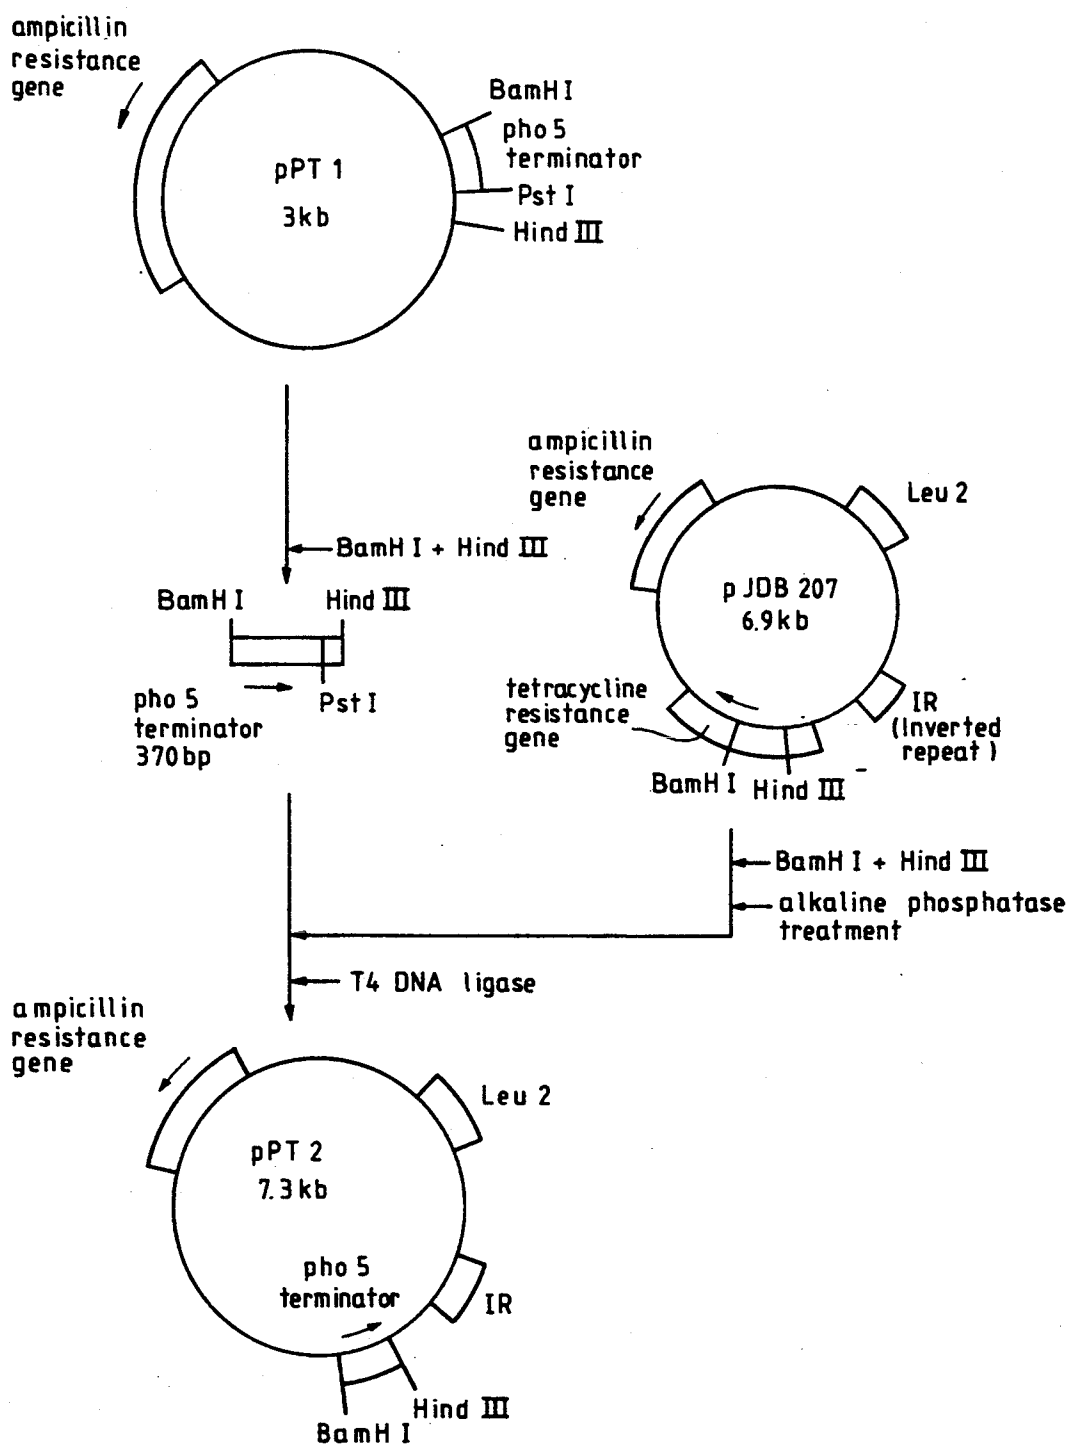 ampicillin
resistance
gene
BamH I
pho 5
terminator
Pst I
Hind III
pPT 1
3kb
BamH I + Hind III
BamH I
Hind III
Pst I
pho 5
terminator
370 bp
ampicillin
resistance
gene
Leu 2
pJDB 207
6.9kb
tetracycline
resistance
gene
IR
(Inverted
repeat)
BamH I
Hind III
BamH I + Hind III
alkaline phosphatase
treatment
T4 DNA ligase
ampicillin
resistance
gene
Leu 2
pPT 2
7.3kb
pho 5
terminator
IR
Hind III
BamH I